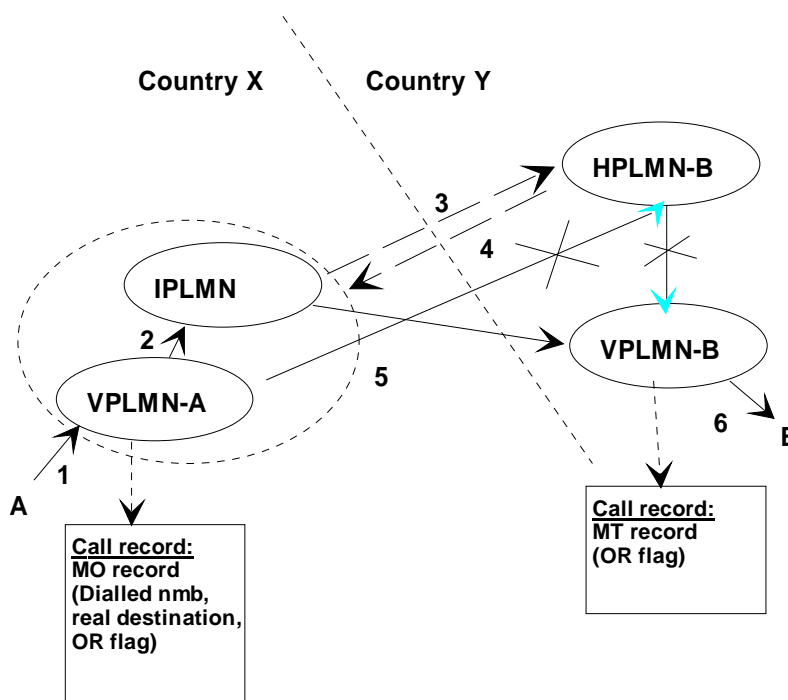 Country X
Country Y
HPLMN-B
3
4
IPLMN
2
VPLMN-B
5
VPLMN-A
6
1
A
Call record:
MO record
(Dialled nmb,
real destination,
OR flag)
Call record:
MT record
(OR flag)